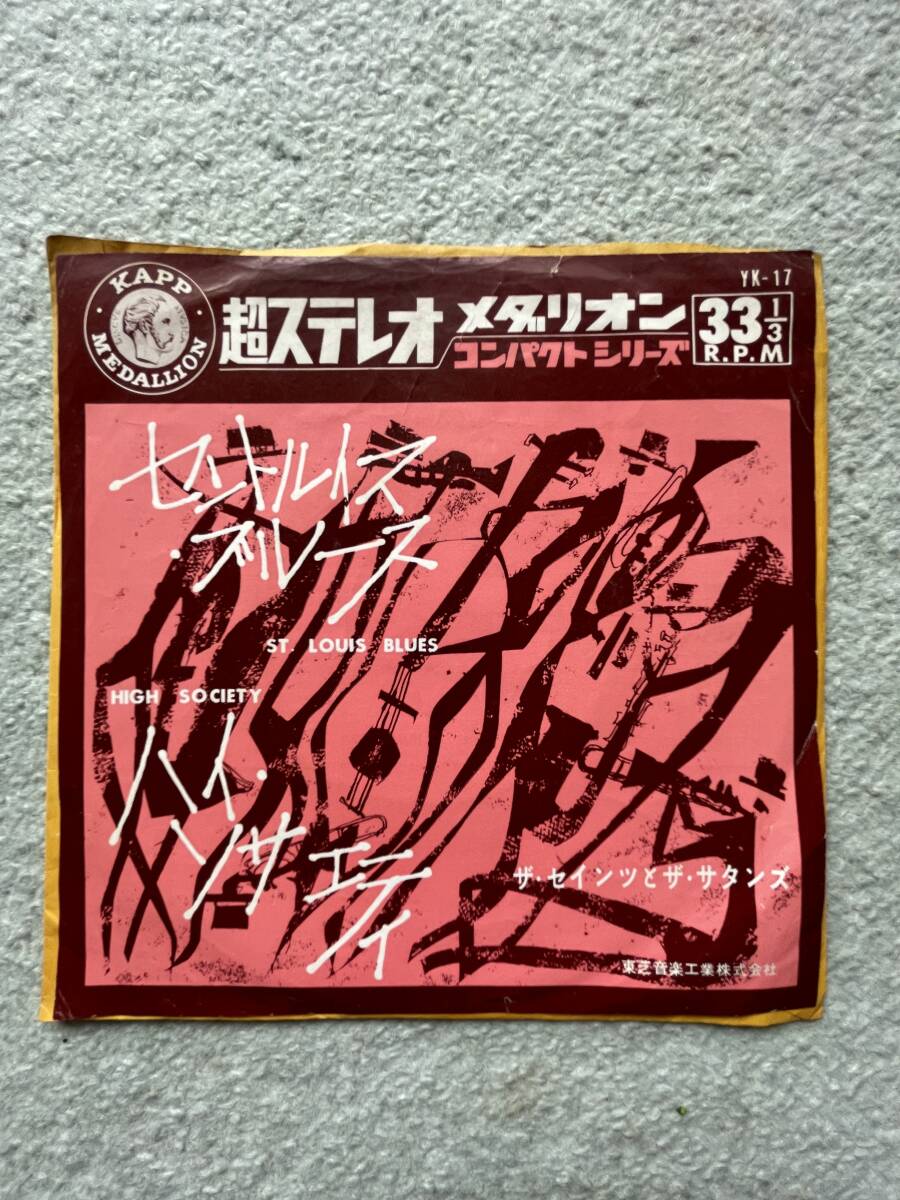 YK-17
KAPP
MEDALLION
超ステレオ
メダリオン
コンパクトシリーズ
33 1/3
R.P.M
セントルイス
・ブルース
ST. LOUIS BLUES
HIGH SOCIETY
ハイ・
ソサエティ
ザ・セインツとザ・サタンズ
東芝音楽工業株式会社